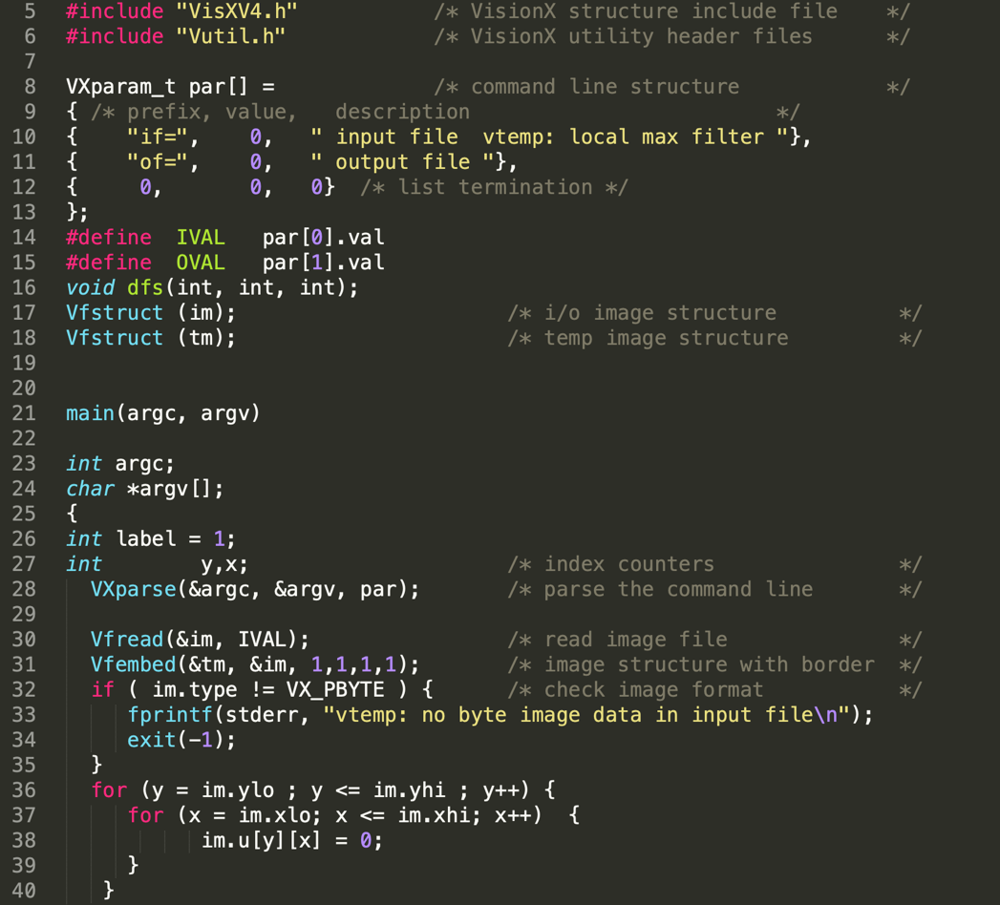 5 #include "VisXV4.h" /* VisionX structure include file */
6 #include "Vutil.h" /* VisionX utility header files */
7
8 VXparam_t par[] = /* command line structure */
9 { /* prefix, value, description */
10 { "if=", 0, " input file vtemp: local max filter "},
11 { "of=", 0, " output file "},
12 { 0, 0, 0} /* list termination */
13 };
14 #define IVAL par[0].val
15 #define OVAL par[1].val
16 void dfs(int, int, int);
17 Vfstruct (im); /* i/o image structure */
18 Vfstruct (tm); /* temp image structure */
19
20
21 main(argc, argv)
22
23 int argc;
24 char *argv[];
25 {
26 int label = 1;
27 int y,x; /* index counters */
28 VXparse(&argc, &argv, par); /* parse the command line */
29
30 Vfread(&im, IVAL); /* read image file */
31 Vfembed(&tm, &im, 1,1,1,1); /* image structure with border */
32 if ( im.type != VX_PBYTE ) { /* check image format */
33 fprintf(stderr, "vtemp: no byte image data in input file\n");
34 exit(-1);
35 }
36 for (y = im.ylo ; y <= im.yhi ; y++) {
37 for (x = im.xlo; x <= im.xhi; x++) {
38 im.u[y][x] = 0;
39 }
40 }